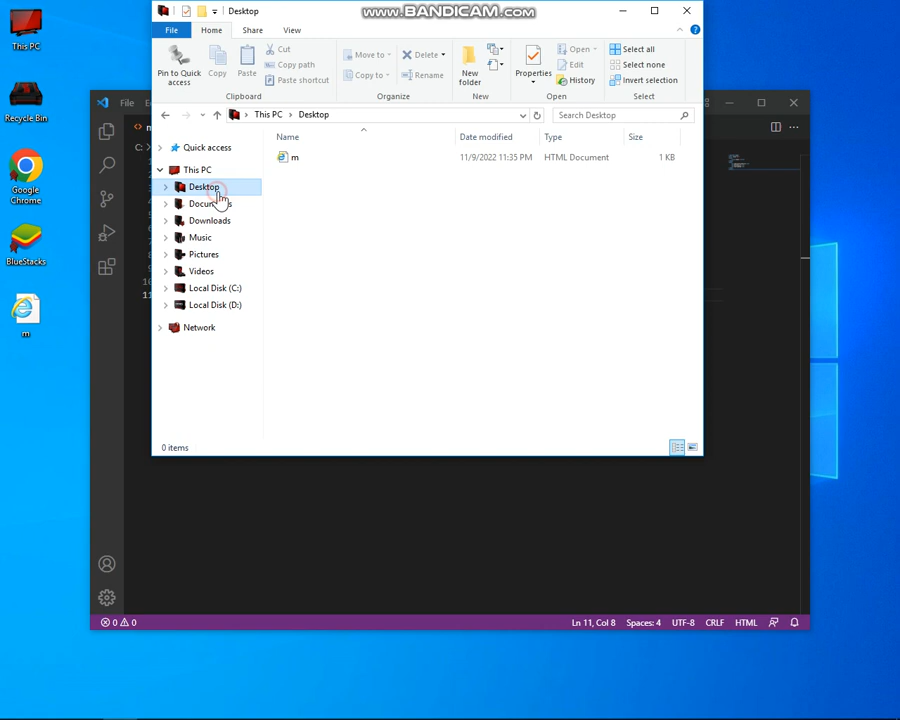 Desktop
www.BANDICAM.com
File Home Share View
Pin to Quick access
Copy
Paste
Cut
Copy path
Paste shortcut
Clipboard
Move to
Copy to
Delete
Rename
Organize
New folder
New
Properties
Open
Edit
History
Open
Select all
Select none
Invert selection
Select
This PC
Recycle Bin
Google Chrome
BlueStacks
m
File
This PC > Desktop
Search Desktop
Name Date modified Type Size
m 11/9/2022 11:35 PM HTML Document 1 KB
Quick access
This PC
Desktop
Downloads
Music
Pictures
Videos
Local Disk (C:)
Local Disk (D:)
Network
0 items
C:
11
0 0
Ln 11, Col 8 Spaces: 4 UTF-8 CRLF HTML